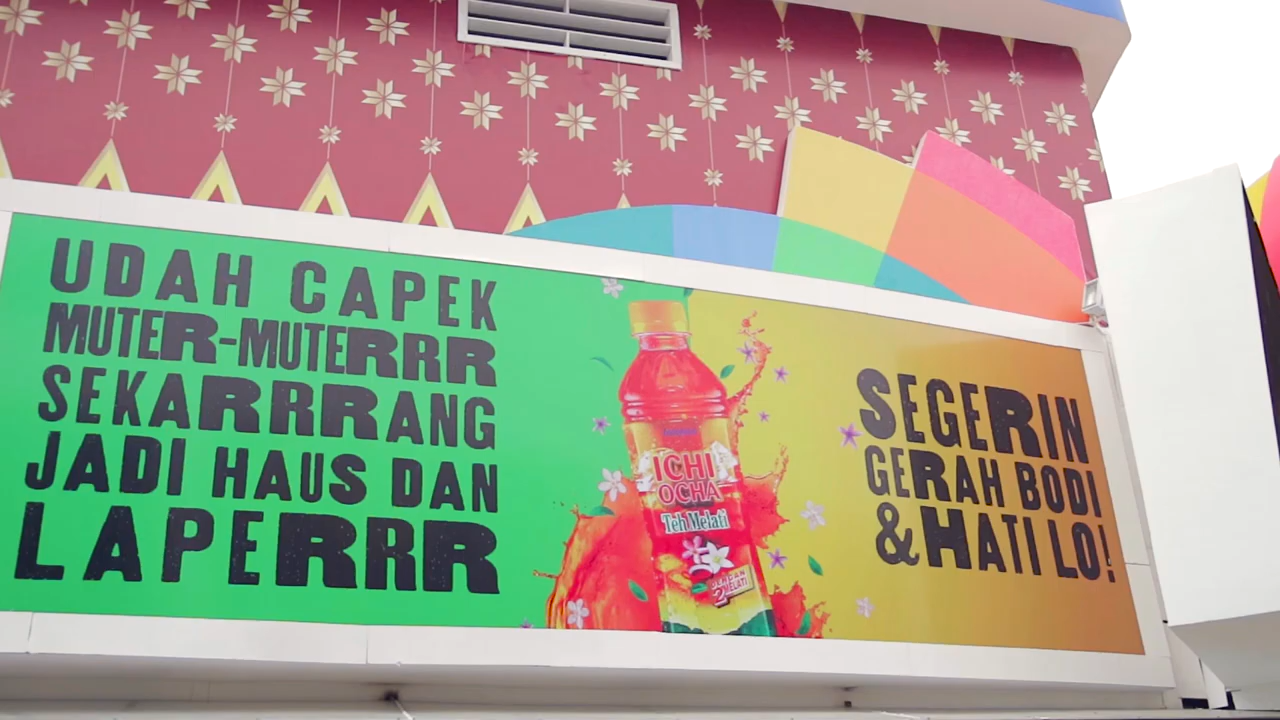 UDAH CAPEK
MUTER-MUTERRR
SEKARRRANG
JADI HAUS DAN
LAPERRR
ICHI
OCHA
Teh Melati
SEGERIN
GERAH BODI
& HATI LO!